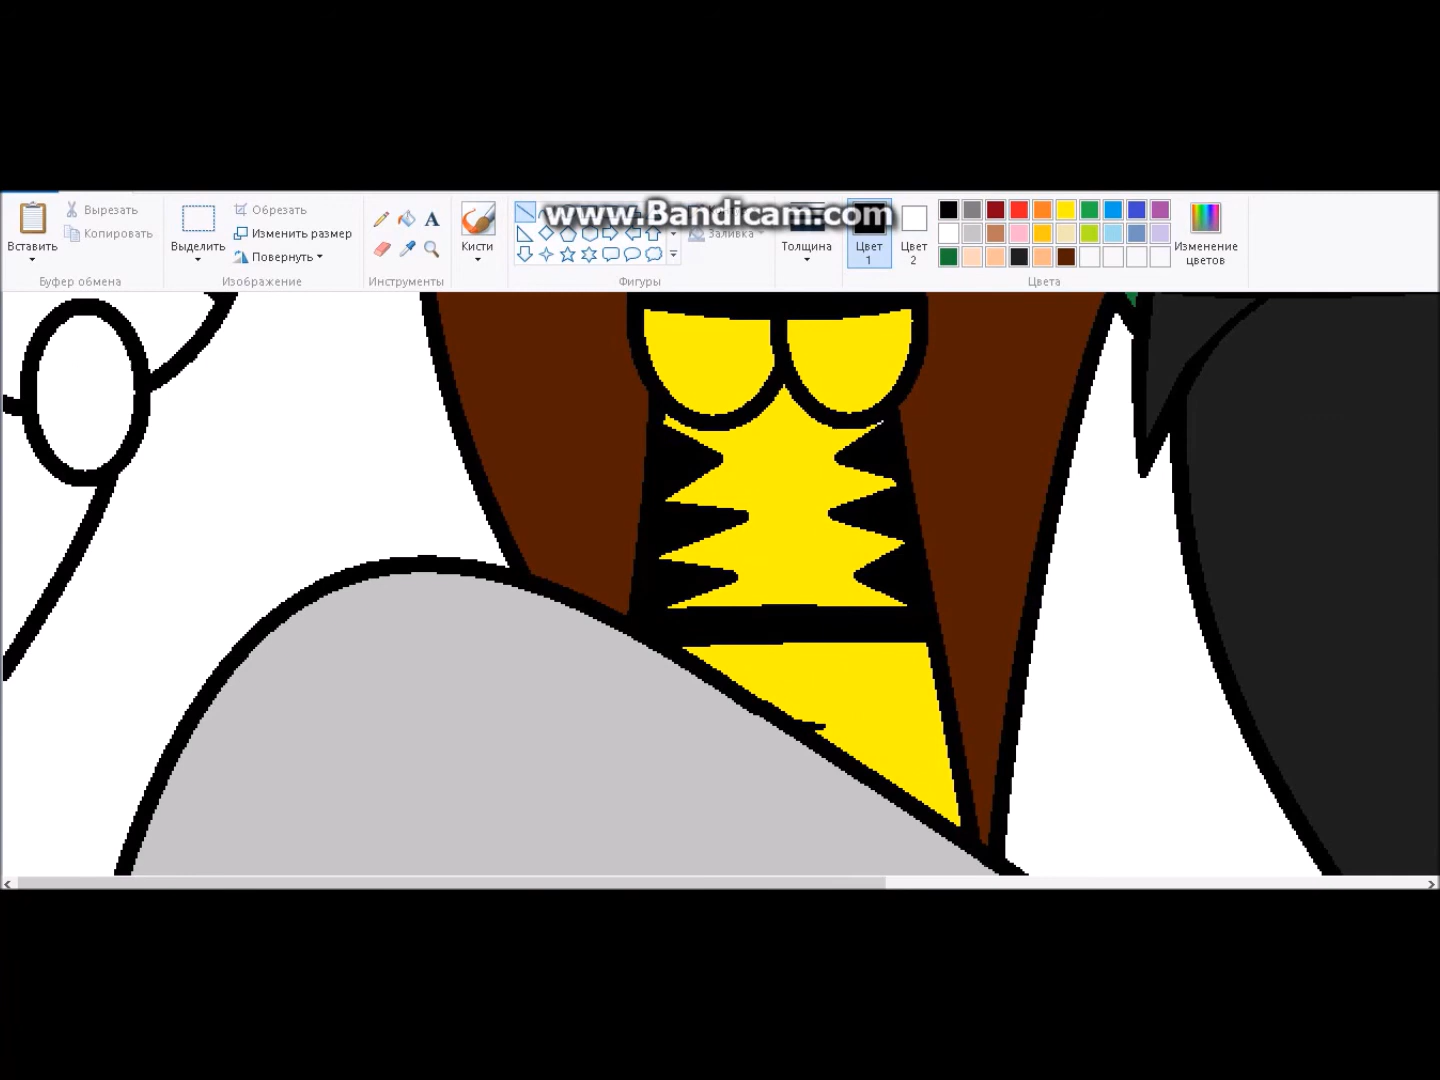 www.Bandicam.com
Вставить
Вырезать
Копировать
Буфер обмена
Выделить
Обрезать
Изменить размер
Повернуть
Изображение
A
Инструменты
Кисти
Заливка
Фигуры
Толщина
Цвет 1
Цвет 2
Изменение цветов
Цвета